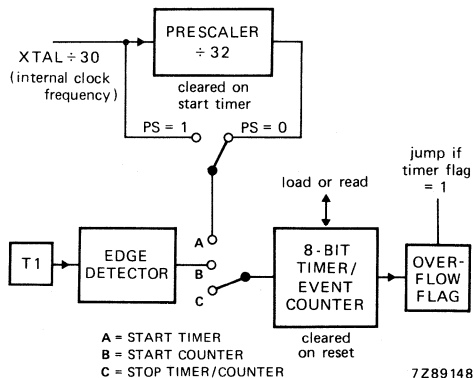 PRESCALER
÷ 32
XTAL ÷ 30
(internal clock
frequency)
cleared on
start timer
PS = 1
PS = 0
jump if
timer flag
= 1
load or read
T1
EDGE
DETECTOR
A
B
C
8-BIT
TIMER/
EVENT
COUNTER
OVER-
FLOW
FLAG
cleared
on reset
A = START TIMER
B = START COUNTER
C = STOP TIMER/COUNTER
7Z89148